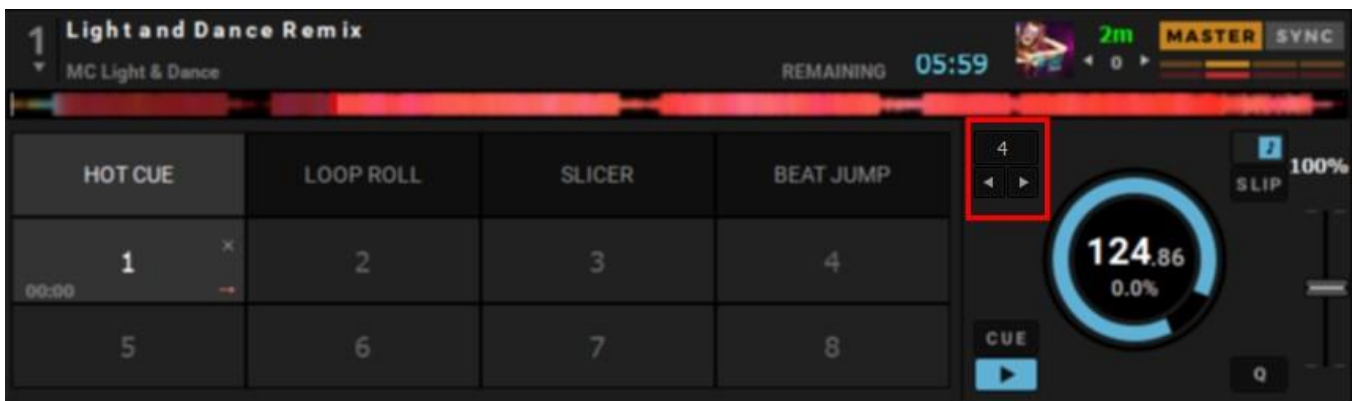 1 Light and Dance Remix
MC Light & Dance
REMAINING 05:59
2m
0
MASTER SYNC
HOT CUE LOOP ROLL SLICER BEAT JUMP
4
SLIP 100%
1 2 3 4
00:00
124.86
0.0%
5 6 7 8
CUE
Q